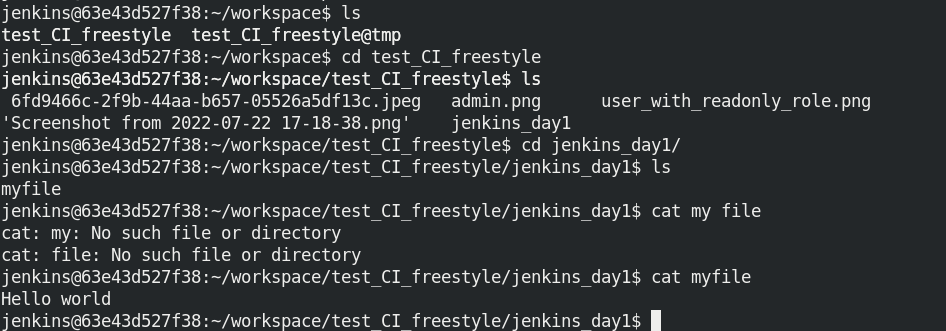 jenkins@63e43d527f38:~/workspace$ ls
test_CI_freestyle  test_CI_freestyle@tmp
jenkins@63e43d527f38:~/workspace$ cd test_CI_freestyle
jenkins@63e43d527f38:~/workspace/test_CI_freestyle$ ls
 6fd9466c-2f9b-44aa-b657-05526a5df13c.jpeg   admin.png      user_with_readonly_role.png
'Screenshot from 2022-07-22 17-18-38.png'    jenkins_day1
jenkins@63e43d527f38:~/workspace/test_CI_freestyle$ cd jenkins_day1/
jenkins@63e43d527f38:~/workspace/test_CI_freestyle/jenkins_day1$ ls
myfile
jenkins@63e43d527f38:~/workspace/test_CI_freestyle/jenkins_day1$ cat my file
cat: my: No such file or directory
cat: file: No such file or directory
jenkins@63e43d527f38:~/workspace/test_CI_freestyle/jenkins_day1$ cat myfile
Hello world
jenkins@63e43d527f38:~/workspace/test_CI_freestyle/jenkins_day1$